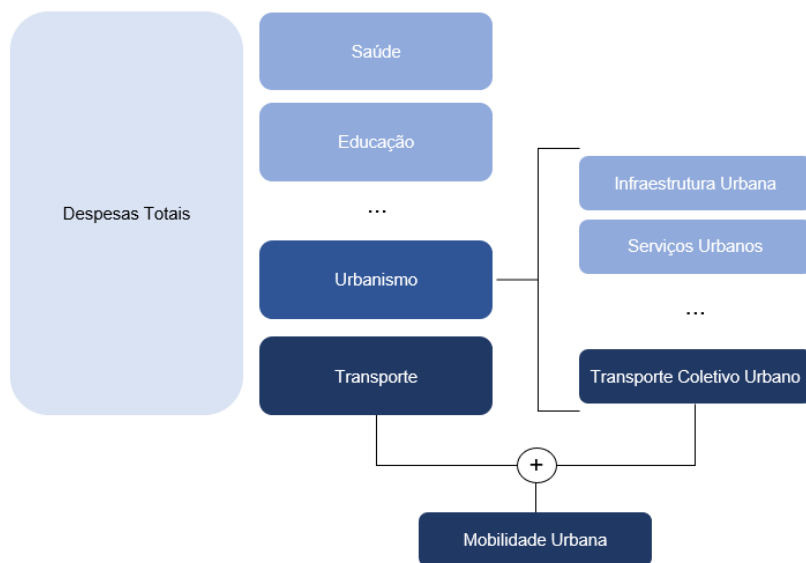 Despesas Totais
Saúde
Educação
...
Urbanismo
Transporte
Infraestrutura Urbana
Serviços Urbanos
...
Transporte Coletivo Urbano
+
Mobilidade Urbana